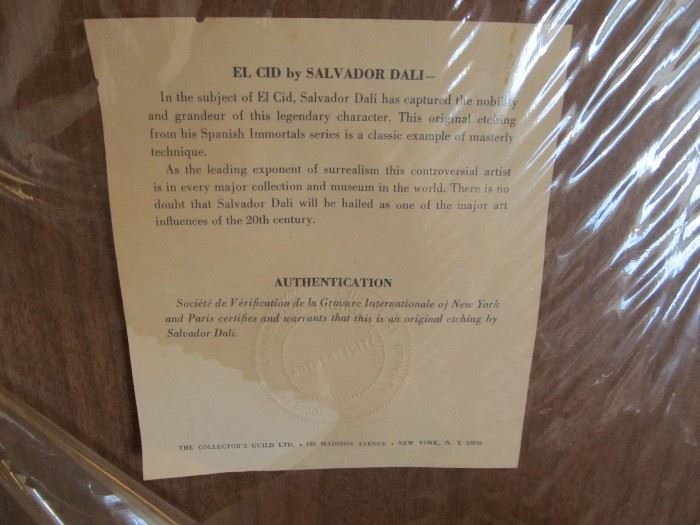 EL CID by SALVADOR DALI—
In the subject of El Cid, Salvador Dali has captured the nobility
and grandeur of this legendary character. This original etching
from his Spanish Immortals series is a classic example of masterly
technique.
As the leading exponent of surrealism this controversial artist
is in every major collection and museum in the world. There is no
doubt that Salvador Dali will be hailed as one of the major art
influences of the 20th century.
AUTHENTICATION
Société de Vérification de la Gravure Internationale of New York
and Paris certifies and warrants that this is an original etching by
Salvador Dali.
THE COLLECTOR'S GUILD LTD. • 185 MADISON AVENUE • NEW YORK, N. Y. 10016